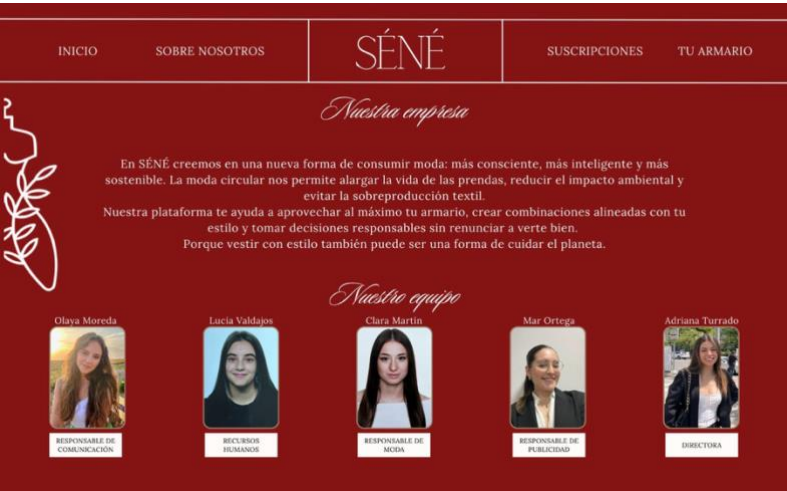 INICIO
SOBRE NOSOTROS
SÉNÉ
SUSCRIPCIONES
TU ARMARIO
Nuestra empresa
En SÉNÉ creemos en una nueva forma de consumir moda: más consciente, más inteligente y más
sostenible. La moda circular nos permite alargar la vida de las prendas, reducir el impacto ambiental y
evitar la sobreproducción textil.
Nuestra plataforma te ayuda a aprovechar al máximo tu armario, crear combinaciones alineadas con tu
estilo y tomar decisiones responsables sin renunciar a verte bien.
Porque vestir con estilo también puede ser una forma de cuidar el planeta.
Nuestro equipo
Olaya Moreda
Lucia Valdajos
Clara Martin
Mar Ortega
Adriana Turrado
RESPONSABLE DE
COMUNICACIÓN
RECURSOS
HUMANOS
RESPONSABLE DE
MODA
RESPONSABLE DE
PUBLICIDAD
DIRECTORA